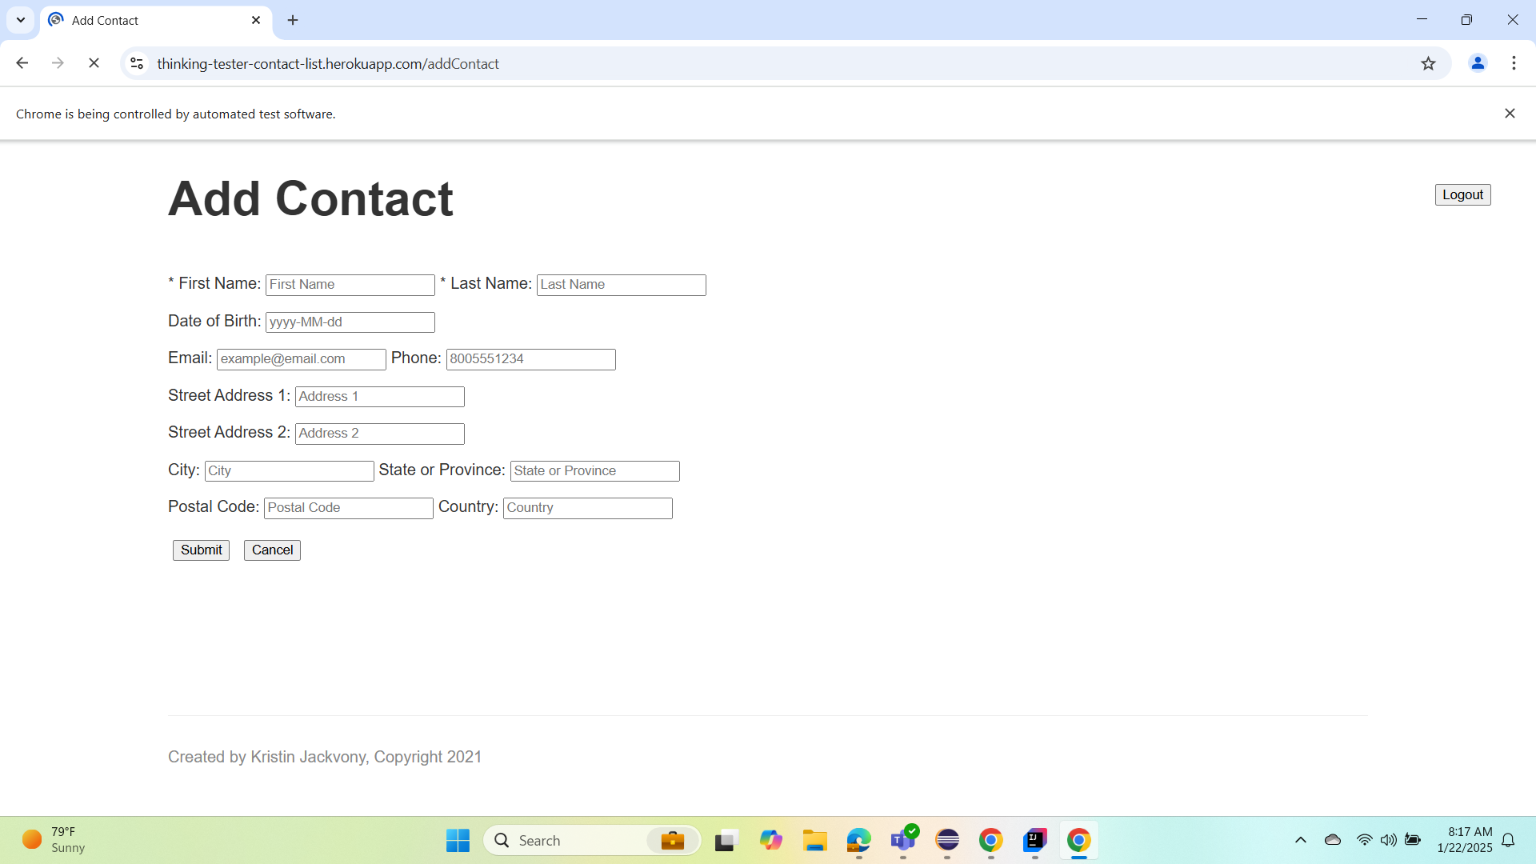 Add Contact
thinking-tester-contact-list.herokuapp.com/addContact
Chrome is being controlled by automated test software.
Add Contact
Logout
* First Name: First Name * Last Name: Last Name
Date of Birth: yyyy-MM-dd
Email: example@email.com Phone: 8005551234
Street Address 1: Address 1
Street Address 2: Address 2
City: City State or Province: State or Province
Postal Code: Postal Code Country: Country
Submit Cancel
Created by Kristin Jackvony, Copyright 2021
79°F
Sunny
Search
8:17 AM
1/22/2025